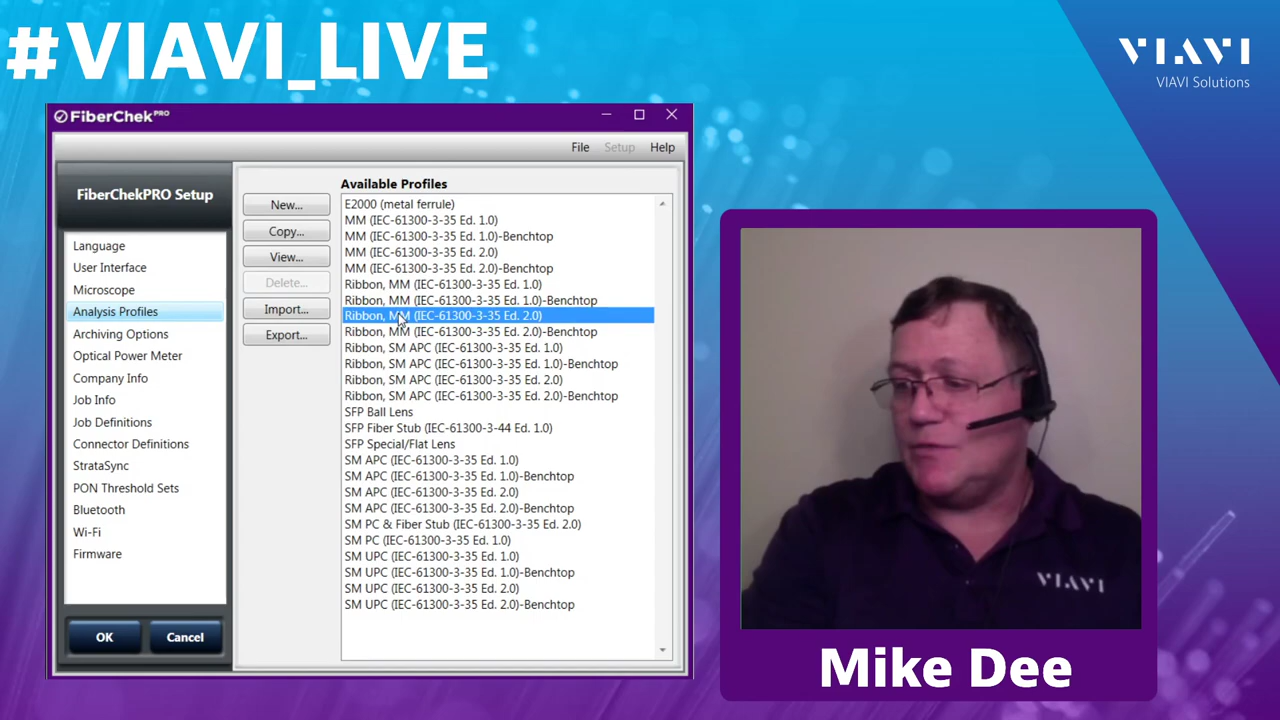 #VIAVI_LIVE
VIAVI
VIAVI Solutions
FiberChekPRO
File Setup Help
FiberChekPRO Setup
Language
User Interface
Microscope
Analysis Profiles
Archiving Options
Optical Power Meter
Company Info
Job Info
Job Definitions
Connector Definitions
StrataSync
PON Threshold Sets
Bluetooth
Wi-Fi
Firmware
OK Cancel
New...
Copy...
View...
Delete...
Import...
Export...
Available Profiles
E2000 (metal ferrule)
MM (IEC-61300-3-35 Ed. 1.0)
MM (IEC-61300-3-35 Ed. 1.0)-Benchtop
MM (IEC-61300-3-35 Ed. 2.0)
MM (IEC-61300-3-35 Ed. 2.0)-Benchtop
Ribbon, MM (IEC-61300-3-35 Ed. 1.0)
Ribbon, MM (IEC-61300-3-35 Ed. 1.0)-Benchtop
Ribbon, MM (IEC-61300-3-35 Ed. 2.0)
Ribbon, MM (IEC-61300-3-35 Ed. 2.0)-Benchtop
Ribbon, SM APC (IEC-61300-3-35 Ed. 1.0)
Ribbon, SM APC (IEC-61300-3-35 Ed. 1.0)-Benchtop
Ribbon, SM APC (IEC-61300-3-35 Ed. 2.0)
Ribbon, SM APC (IEC-61300-3-35 Ed. 2.0)-Benchtop
SFP Ball Lens
SFP Fiber Stub (IEC-61300-3-44 Ed. 1.0)
SFP Special/Flat Lens
SM APC (IEC-61300-3-35 Ed. 1.0)
SM APC (IEC-61300-3-35 Ed. 1.0)-Benchtop
SM APC (IEC-61300-3-35 Ed. 2.0)
SM APC (IEC-61300-3-35 Ed. 2.0)-Benchtop
SM PC & Fiber Stub (IEC-61300-3-35 Ed. 2.0)
SM PC (IEC-61300-3-35 Ed. 1.0)
SM UPC (IEC-61300-3-35 Ed. 1.0)
SM UPC (IEC-61300-3-35 Ed. 1.0)-Benchtop
SM UPC (IEC-61300-3-35 Ed. 2.0)
SM UPC (IEC-61300-3-35 Ed. 2.0)-Benchtop
VIAVI
Mike Dee